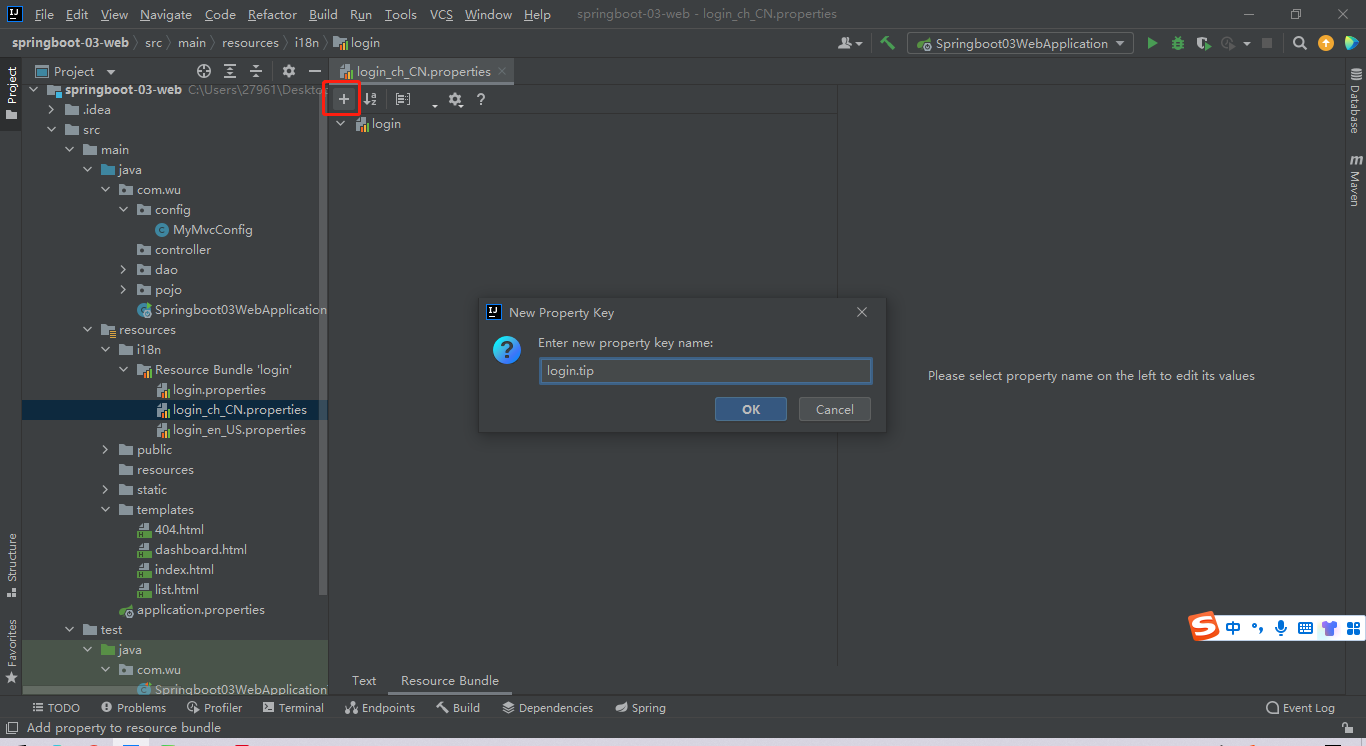 File Edit View Navigate Code Refactor Build Run Tools VCS Window Help springboot-03-web - login_ch_CN.properties
springboot-03-web src main resources i18n login Springboot03WebApplication
Project login_ch_CN.properties
springboot-03-web C:\Users\27961\Deskto
.idea
src
main
java
com.wu
config
MyMvcConfig
controller
dao
pojo
Springboot03WebApplication
resources
i18n
Resource Bundle 'login'
login.properties
login_ch_CN.properties
login_en_US.properties
public
resources
static
templates
404.html
dashboard.html
index.html
list.html
application.properties
test
java
com.wu
Springboot03WebApplication
login
New Property Key
Enter new property key name:
login.tip
OK Cancel
Please select property name on the left to edit its values
Text Resource Bundle
Project
Structure
Favorites
Database
Maven
中
TODO Problems Profiler Terminal Endpoints Build Dependencies Spring Event Log
Add property to resource bundle